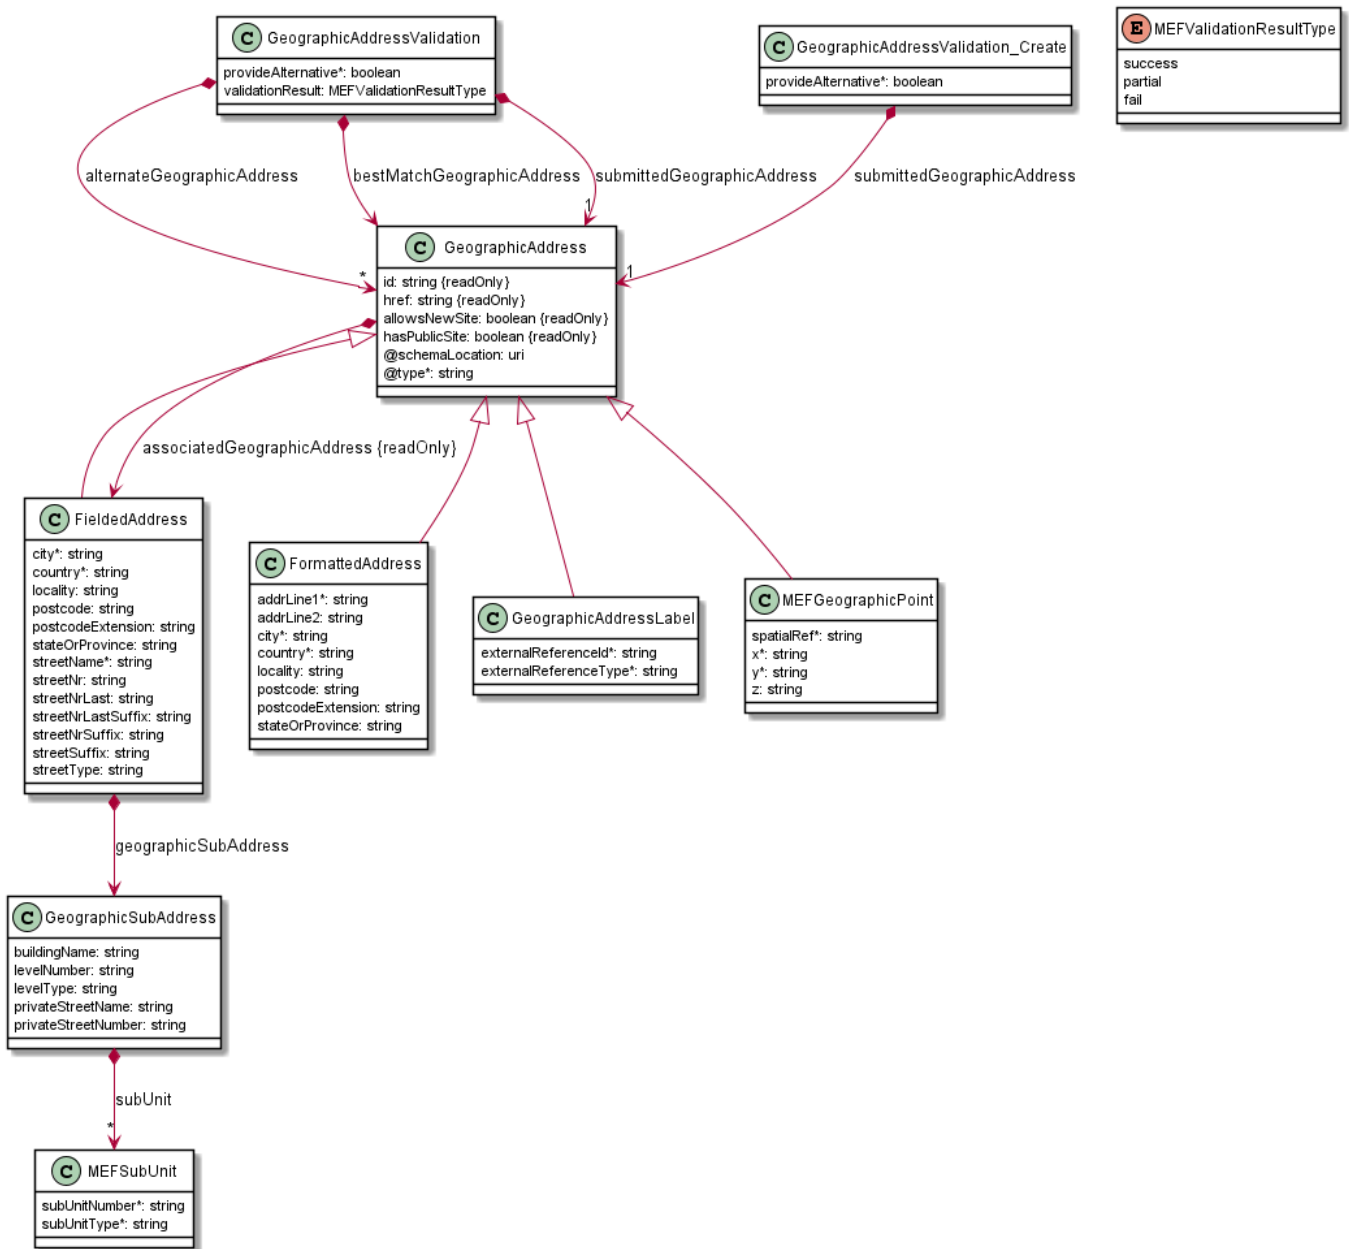 C GeographicAddressValidation
provideAlternative*: boolean
validationResult: MEFValidationResultType
C GeographicAddressValidation_Create
provideAlternative*: boolean
E MEFValidationResultType
success
partial
fail
alternateGeographicAddress
bestMatchGeographicAddress
submittedGeographicAddress
submittedGeographicAddress
1
*
1
C GeographicAddress
id: string {readOnly}
href: string {readOnly}
allowsNewSite: boolean {readOnly}
hasPublicSite: boolean {readOnly}
@schemaLocation: uri
@type*: string
associatedGeographicAddress {readOnly}
C FieldedAddress
city*: string
country*: string
locality: string
postcode: string
postcodeExtension: string
stateOrProvince: string
streetName*: string
streetNr: string
streetNrLast: string
streetNrLastSuffix: string
streetNrSuffix: string
streetSuffix: string
streetType: string
C FormattedAddress
addrLine1*: string
addrLine2: string
city*: string
country*: string
locality: string
postcode: string
postcodeExtension: string
stateOrProvince: string
C GeographicAddressLabel
externalReferenceId*: string
externalReferenceType*: string
C MEFGeographicPoint
spatialRef*: string
x*: string
y*: string
z: string
geographicSubAddress
C GeographicSubAddress
buildingName: string
levelNumber: string
levelType: string
privateStreetName: string
privateStreetNumber: string
subUnit
*
C MEFSubUnit
subUnitNumber*: string
subUnitType*: string